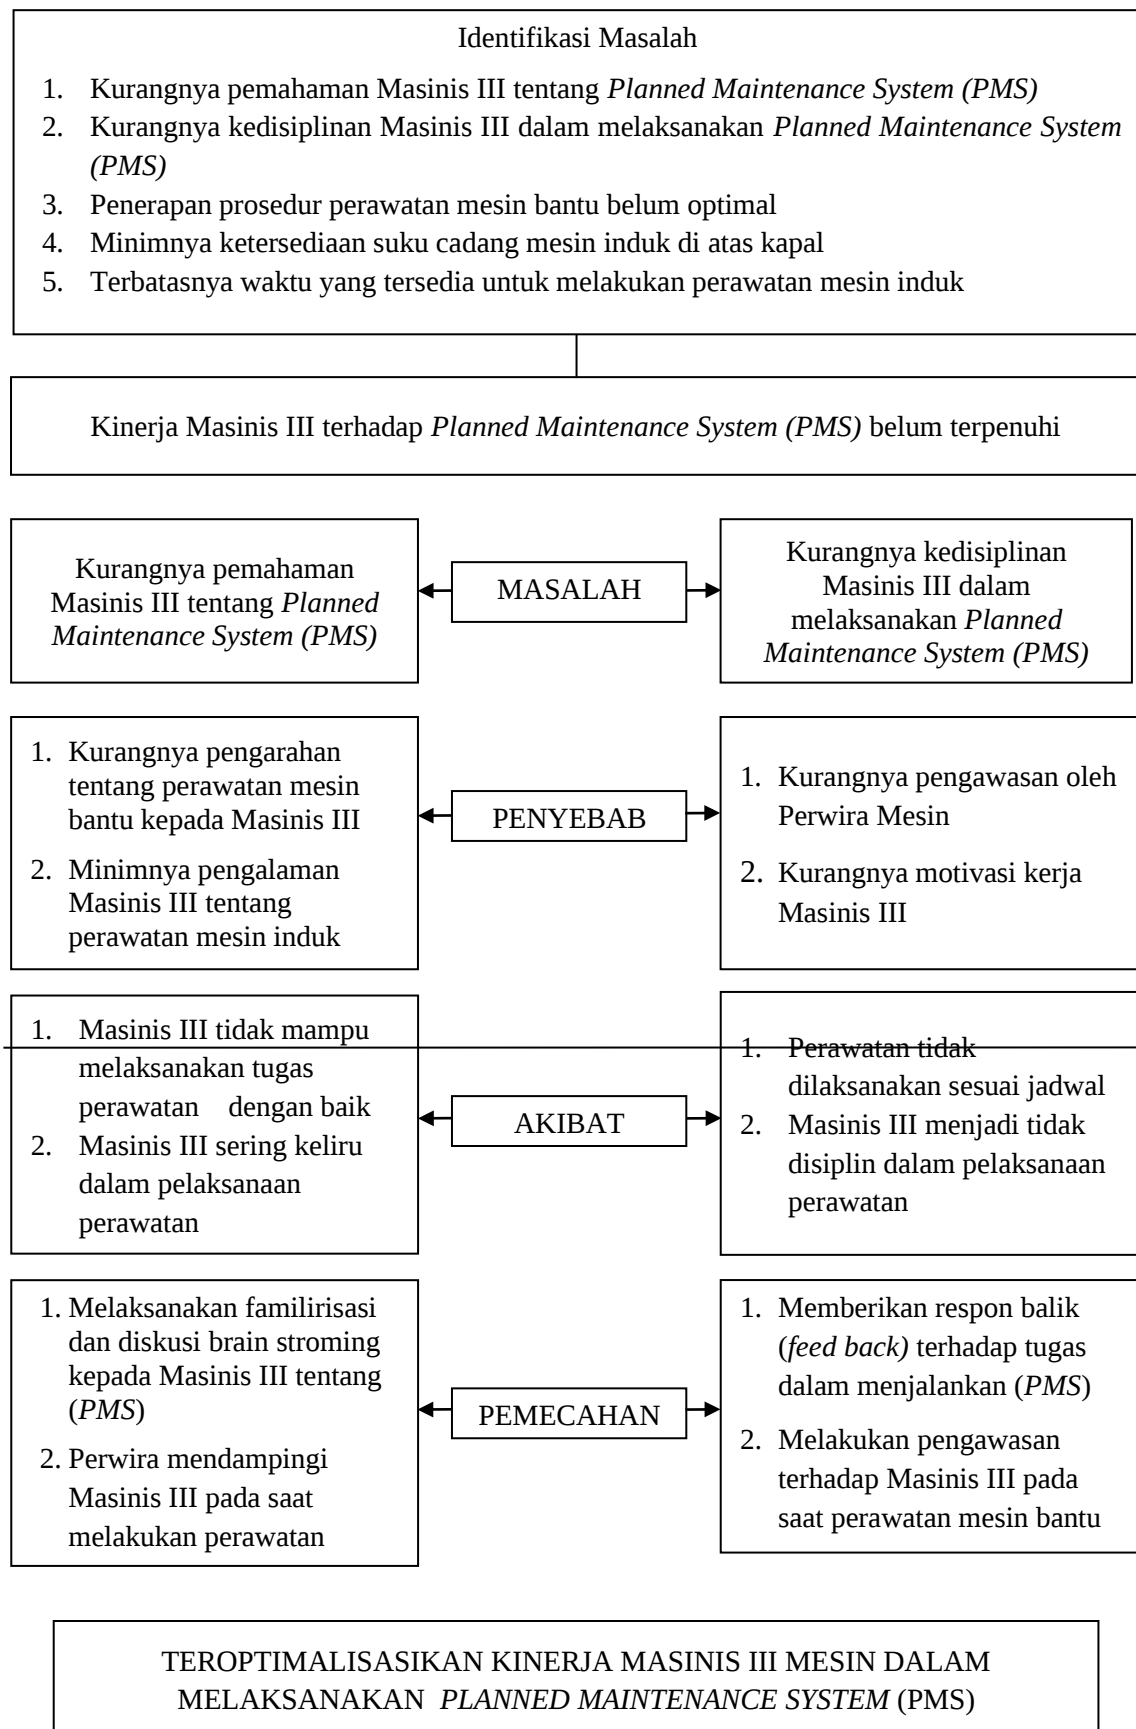 Identifikasi Masalah
1. Kurangnya pemahaman Masinis III tentang Planned Maintenance System (PMS)
2. Kurangnya kedisiplinan Masinis III dalam melaksanakan Planned Maintenance System
(PMS)
3. Penerapan prosedur perawatan mesin bantu belum optimal
4. Minimnya ketersediaan suku cadang mesin induk di atas kapal
5. Terbatasnya waktu yang tersedia untuk melakukan perawatan mesin induk
Kinerja Masinis III terhadap Planned Maintenance System (PMS) belum terpenuhi
Kurangnya pemahaman
Masinis III tentang Planned
Maintenance System (PMS)
MASALAH
Kurangnya kedisiplinan
Masinis III dalam
melaksanakan Planned
Maintenance System (PMS)
1. Kurangnya pengarahan
tentang perawatan mesin
bantu kepada Masinis III
2. Minimnya pengalaman
Masinis III tentang
perawatan mesin induk
PENYEBAB
1. Kurangnya pengawasan oleh
Perwira Mesin
2. Kurangnya motivasi kerja
Masinis III
1. Masinis III tidak mampu
melaksanakan tugas
perawatan dengan baik
2. Masinis III sering keliru
dalam pelaksanaan
perawatan
AKIBAT
1. Perawatan tidak
dilaksanakan sesuai jadwal
2. Masinis III menjadi tidak
disiplin dalam pelaksanaan
perawatan
1. Melaksanakan familirisasi
dan diskusi brain stroming
kepada Masinis III tentang
(PMS)
2. Perwira mendampingi
Masinis III pada saat
melakukan perawatan
PEMECAHAN
1. Memberikan respon balik
(feed back) terhadap tugas
dalam menjalankan (PMS)
2. Melakukan pengawasan
terhadap Masinis III pada
saat perawatan mesin bantu
TEROPTIMALISASIKAN KINERJA MASINIS III MESIN DALAM
MELAKSANAKAN PLANNED MAINTENANCE SYSTEM (PMS)